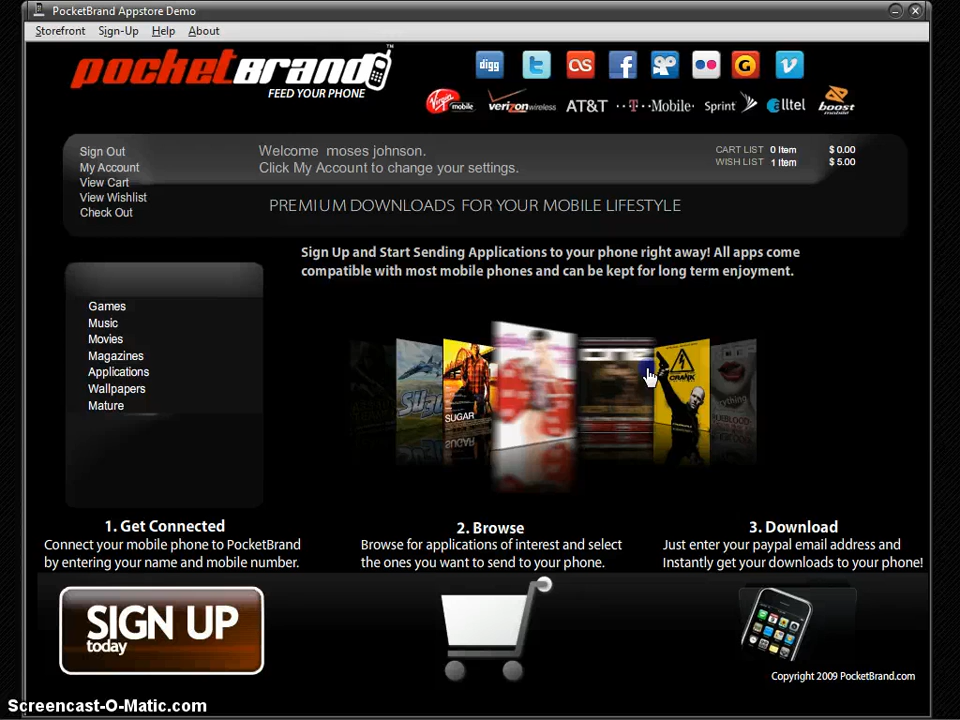 PocketBrand Appstore Demo
Storefront Sign-Up Help About
POCKETBRAND™
FEED YOUR PHONE
digg
Virgin mobile verizon wireless AT&T T-Mobile Sprint alltel boost mobile
Sign Out
My Account
View Cart
View Wishlist
Check Out
Welcome moses johnson.
Click My Account to change your settings.
CART LIST 0 Item $ 0.00
WISH LIST 1 Item $ 5.00
PREMIUM DOWNLOADS FOR YOUR MOBILE LIFESTYLE
Sign Up and Start Sending Applications to your phone right away! All apps come
compatible with most mobile phones and can be kept for long term enjoyment.
Games
Music
Movies
Magazines
Applications
Wallpapers
Mature
SUGAR
CRANK
1. Get Connected
Connect your mobile phone to PocketBrand
by entering your name and mobile number.
2. Browse
Browse for applications of interest and select
the ones you want to send to your phone.
3. Download
Just enter your paypal email address and
Instantly get your downloads to your phone!
SIGN UP
today
Copyright 2009 PocketBrand.com
Screencast-O-Matic.com